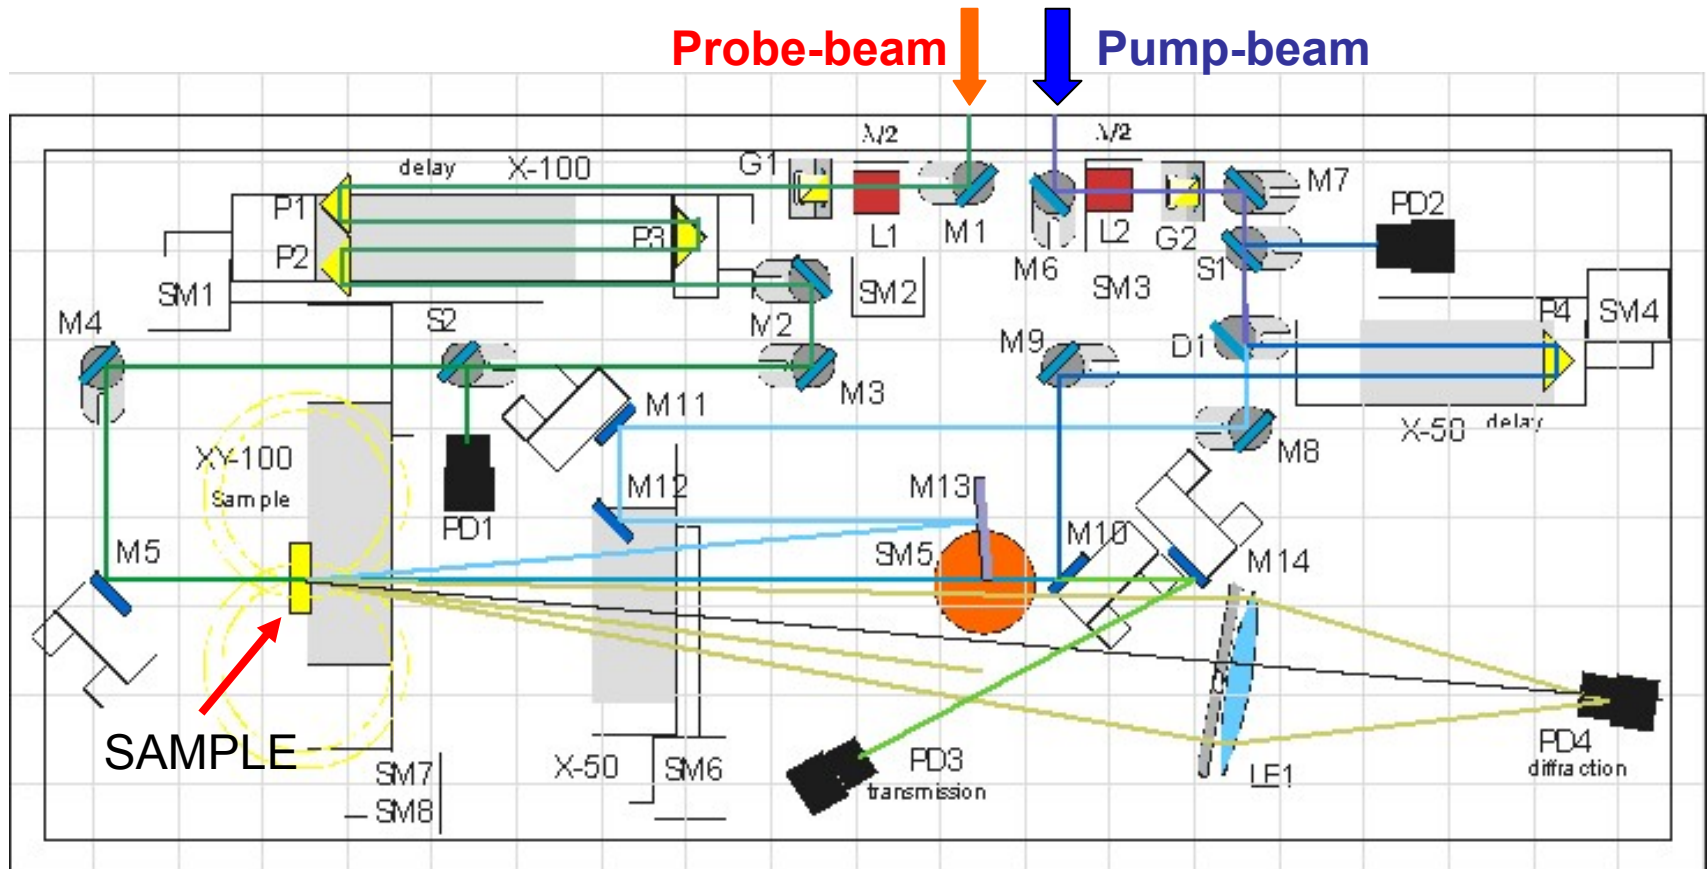 Probe-beam
Pump-beam
λ/2
λ/2
delay
X-100
G1
M7
P1
PD2
P3
L1
M1
L2
G2
P2
M6
S1
SM1
SM2
SM3
M4
S2
M2
M9
D1
P4
SM4
M3
M11
X-50
delay
M8
XY-100
Sample
M12
M13
PD1
M5
SM5
M10
M14
SAMPLE
PD4
diffraction
SM7
X-50
SM6
PD3
transmission
LE1
SM8